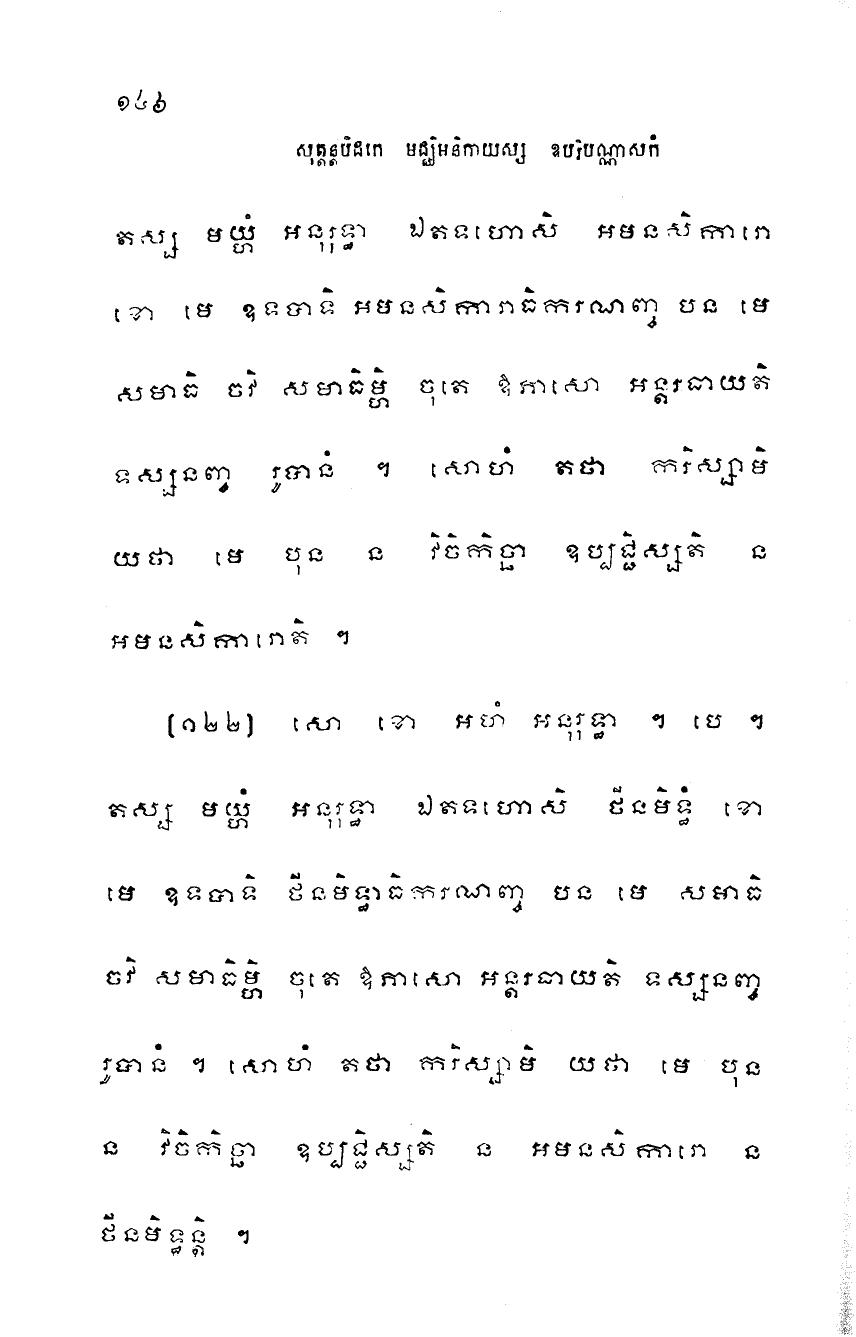 ១៤៦
សុត្តន្តបិដកេ មជ្ឈិមនិកាយស្ស ឧបរិបណ្ណាសកំ
តស្ស មយ្ហំ អនុរុទ្ធា ឯតទហោសិ អមនសិការោ
ខោ មេ ឧទបាទិ អមនសិការាធិករណញ្ច បន មេ
សមាធិ ចវិ សមាធិម្ហិ ចុតេ ឱភាសោ អន្តរធាយតិ
ទស្សនញ្ច រូបានំ ។ សោហំ តថា ករិស្សាមិ
យថា មេ បុន ន វិចិកិច្ឆា ឧប្បជ្ជិស្សតិ ន
អមនសិការោតិ ។
(១២២) សោ ខោ អហំ អនុរុទ្ធា ។ បេ ។
តស្ស មយ្ហំ អនុរុទ្ធា ឯតទហោសិ ថីនមិទ្ធំ ខោ
មេ ឧទបាទិ ថីនមិទ្ធាធិករណញ្ច បន មេ សមាធិ
ចវិ សមាធិម្ហិ ចុតេ ឱភាសោ អន្តរធាយតិ ទស្សនញ្ច
រូបានំ ។ សោហំ តថា ករិស្សាមិ យថា មេ បុន
ន វិចិកិច្ឆា ឧប្បជ្ជិស្សតិ ន អមនសិការោ ន
ថីនមិទ្ធន្តិ ។